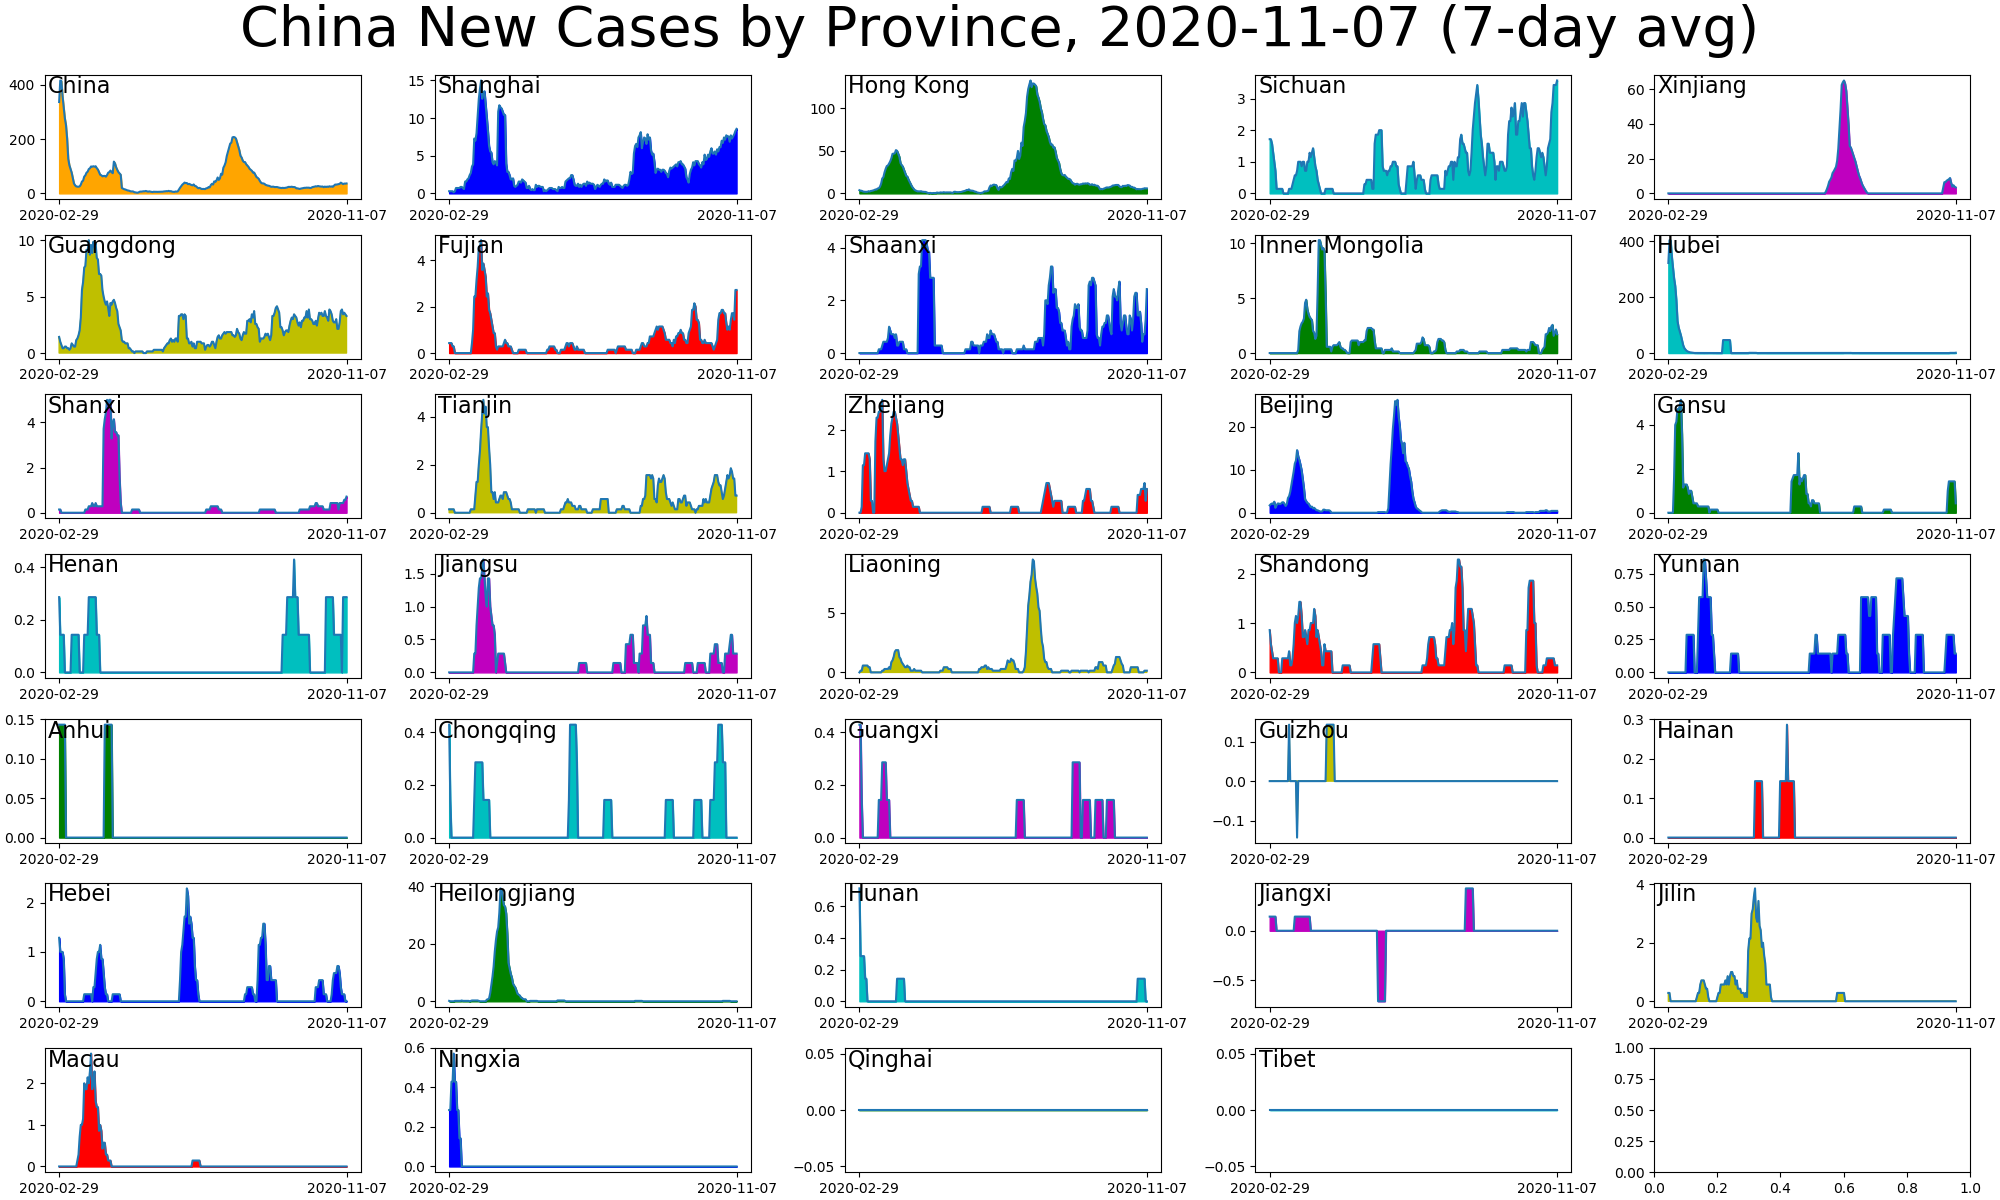 China New Cases by Province, 2020-11-07 (7-day avg)
China Shanghai Hong Kong Sichuan Xinjiang
400 200 0
15 10 5 0
100 50 0
3 2 1 0
60 40 20 0
2020-02-29 2020-11-07 2020-02-29 2020-11-07 2020-02-29 2020-11-07 2020-02-29 2020-11-07 2020-02-29 2020-11-07
Guangdong Fujian Shaanxi Inner Mongolia Hubei
10 5 0
4 2 0
4 2 0
10 5 0
400 200 0
2020-02-29 2020-11-07 2020-02-29 2020-11-07 2020-02-29 2020-11-07 2020-02-29 2020-11-07 2020-02-29 2020-11-07
Shanxi Tianjin Zhejiang Beijing Gansu
4 2 0
4 2 0
2 1 0
20 10 0
4 2 0
2020-02-29 2020-11-07 2020-02-29 2020-11-07 2020-02-29 2020-11-07 2020-02-29 2020-11-07 2020-02-29 2020-11-07
Henan Jiangsu Liaoning Shandong Yunnan
0.4 0.2 0.0
1.5 1.0 0.5 0.0
5 0
2 1 0
0.75 0.50 0.25 0.00
2020-02-29 2020-11-07 2020-02-29 2020-11-07 2020-02-29 2020-11-07 2020-02-29 2020-11-07 2020-02-29 2020-11-07
Anhui Chongqing Guangxi Guizhou Hainan
0.15 0.10 0.05 0.00
0.4 0.2 0.0
0.4 0.2 0.0
0.1 0.0 −0.1
0.3 0.2 0.1 0.0
2020-02-29 2020-11-07 2020-02-29 2020-11-07 2020-02-29 2020-11-07 2020-02-29 2020-11-07 2020-02-29 2020-11-07
Hebei Heilongjiang Hunan Jiangxi Jilin
2 1 0
40 20 0
0.6 0.4 0.2 0.0
0.0 −0.5
4 2 0
2020-02-29 2020-11-07 2020-02-29 2020-11-07 2020-02-29 2020-11-07 2020-02-29 2020-11-07 2020-02-29 2020-11-07
Macau Ningxia Qinghai Tibet
2 1 0
0.6 0.4 0.2 0.0
0.05 0.00 −0.05
0.05 0.00 −0.05
1.00 0.75 0.50 0.25 0.00
2020-02-29 2020-11-07 2020-02-29 2020-11-07 2020-02-29 2020-11-07 2020-02-29 2020-11-07 0.0 0.2 0.4 0.6 0.8 1.0